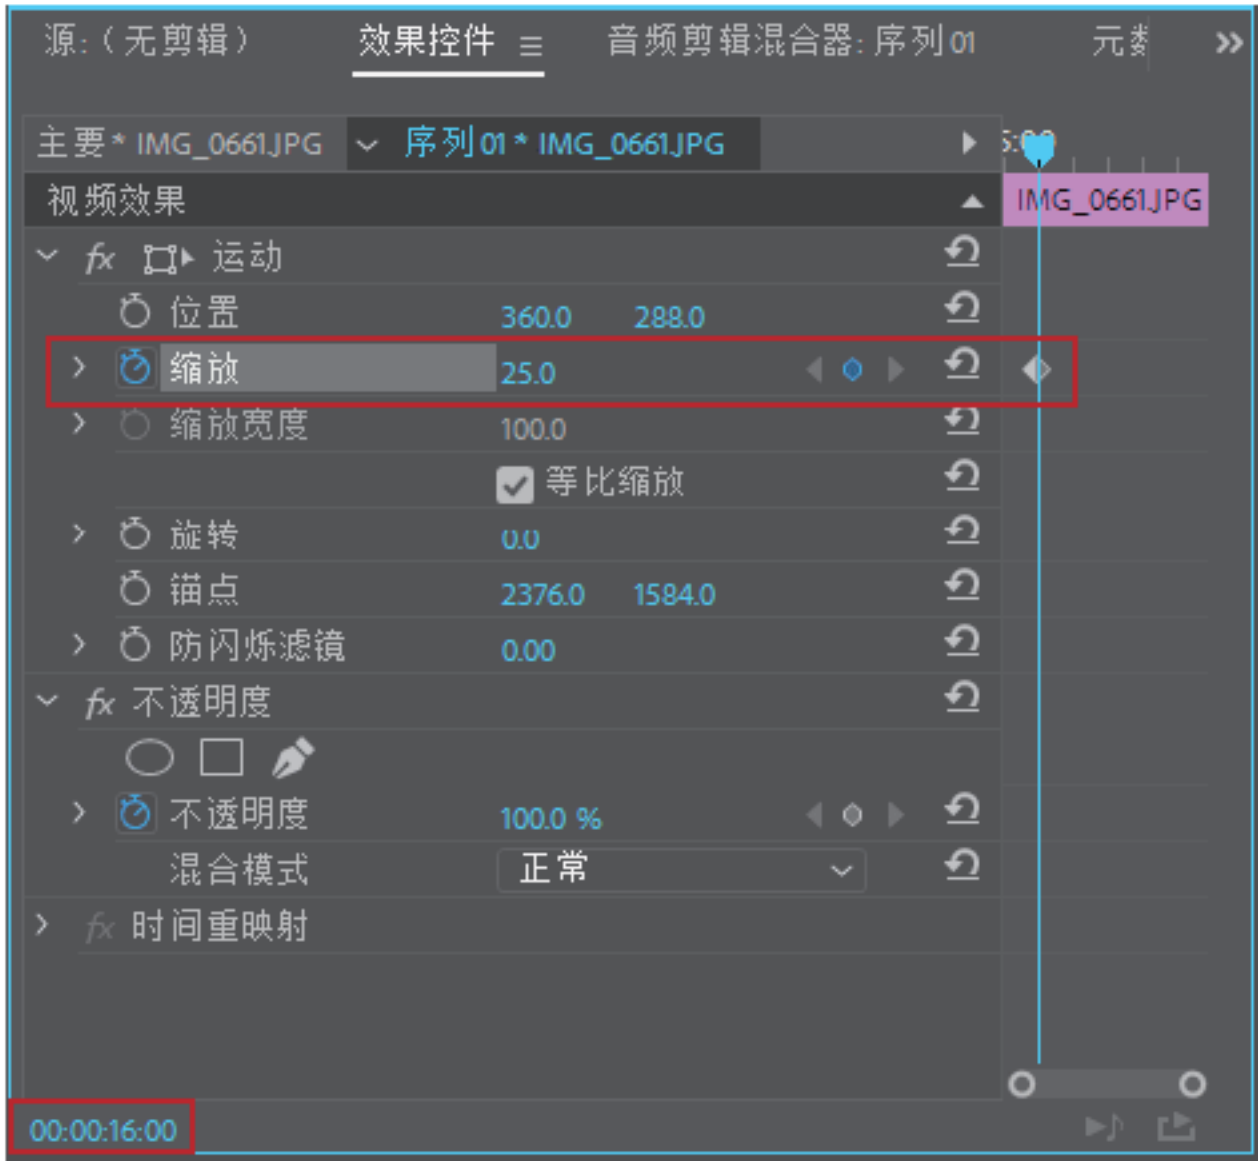 源:（无剪辑） 效果控件 音频剪辑混合器: 序列 01
主要 * IMG_0661.JPG 序列 01 * IMG_0661.JPG
视频效果 IMG_0661.JPG
fx 运动
位置 360.0 288.0
缩放 25.0
缩放宽度 100.0
等比缩放
旋转 0.0
锚点 2376.0 1584.0
防闪烁滤镜 0.00
fx 不透明度
不透明度 100.0 %
混合模式 正常
fx 时间重映射
00:00:16:00